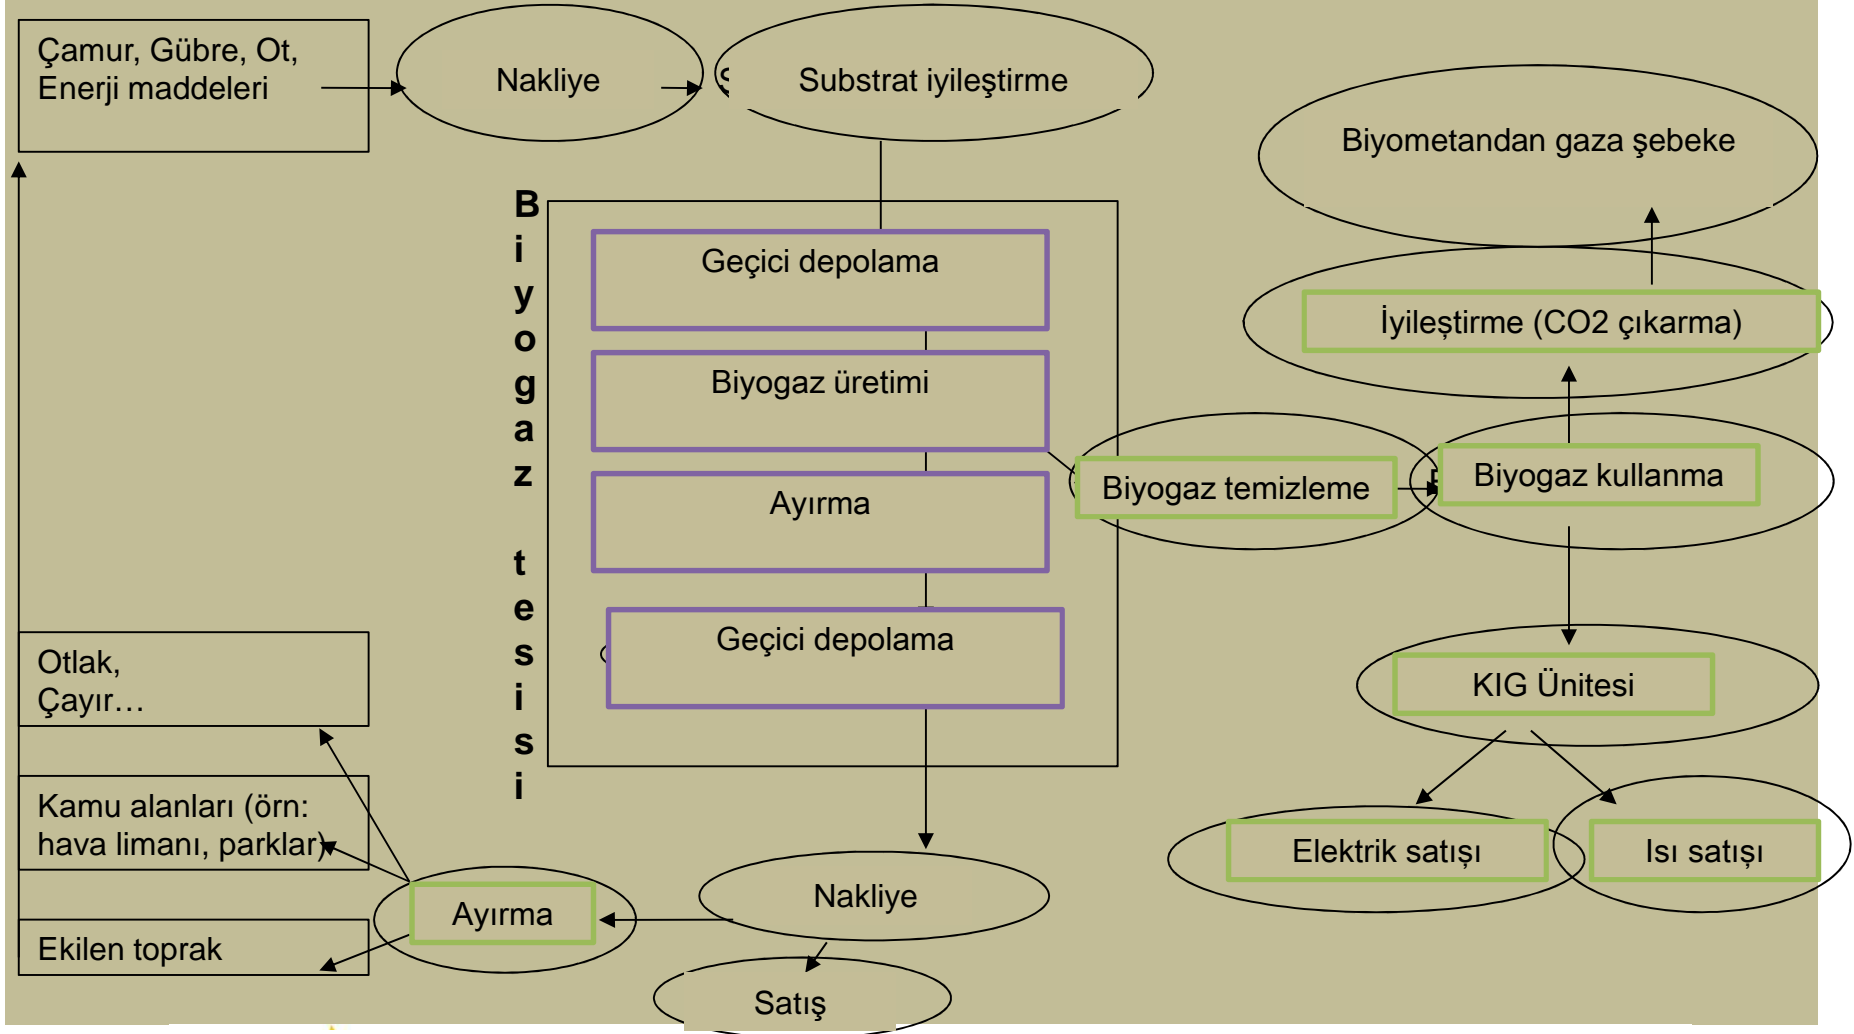 Çamur, Gübre, Ot,
Enerji maddeleri
Nakliye
Substrat iyileştirme
Biyometandan gaza şebeke
Biyogaz tesisi
Geçici depolama
İyileştirme (CO2 çıkarma)
Biyogaz üretimi
Biyogaz temizleme
Biyogaz kullanma
Ayırma
Geçici depolama
Otlak,
Çayır…
KIG Ünitesi
Kamu alanları (örn:
hava limanı, parklar)
Elektrik satışı
Isı satışı
Nakliye
Ayırma
Ekilen toprak
Satış